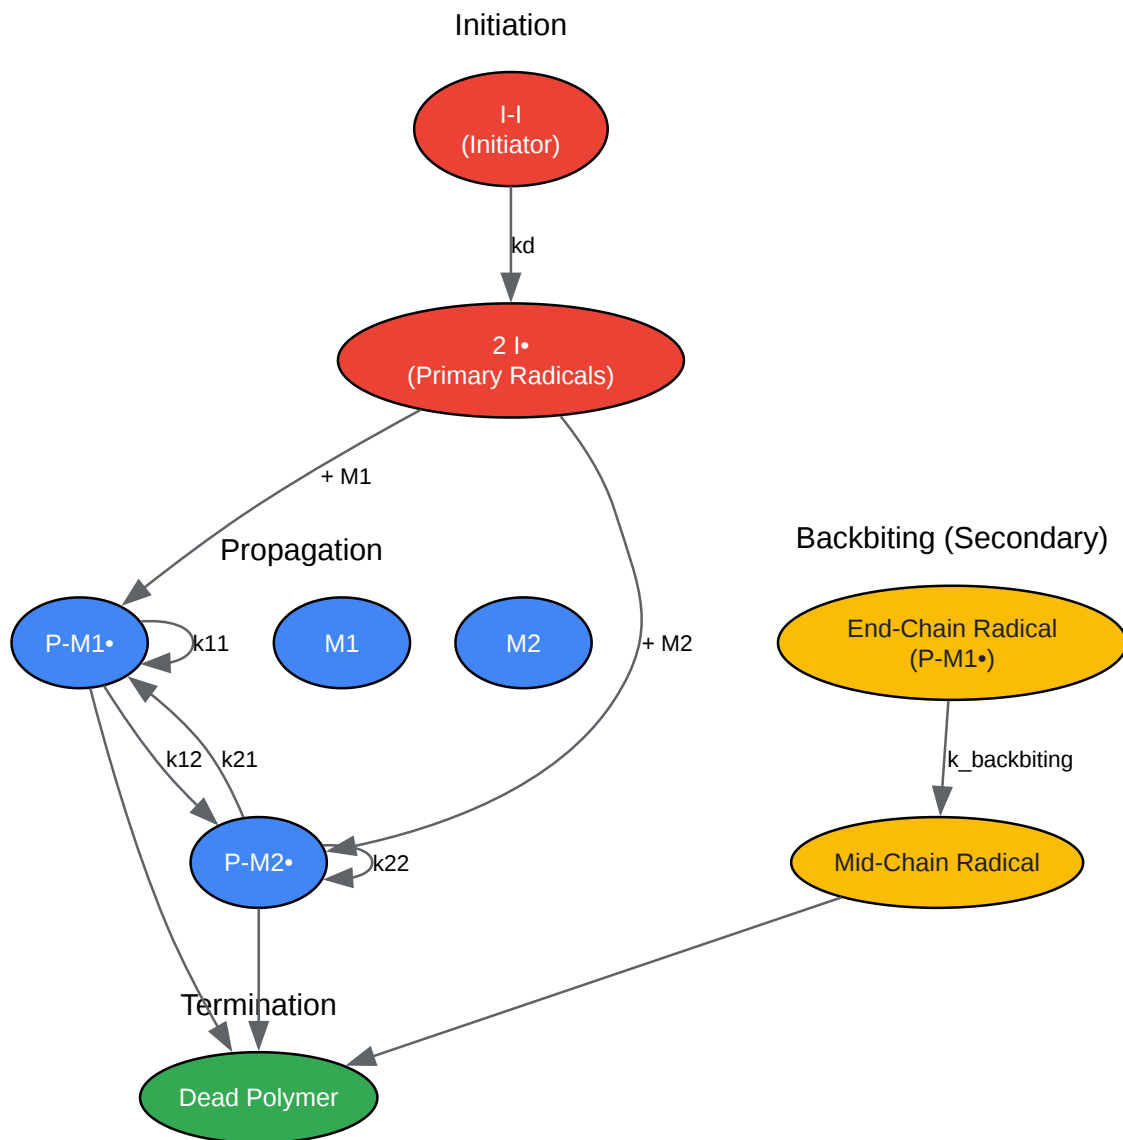 Initiation
I-I
(Initiator)
kd
2 I•
(Primary Radicals)
+ M1
Propagation
Backbiting (Secondary)
P-M1•
k11
M1
M2
+ M2
End-Chain Radical
(P-M1•)
k12
k21
k_backbiting
P-M2•
k22
Mid-Chain Radical
Termination
Dead Polymer